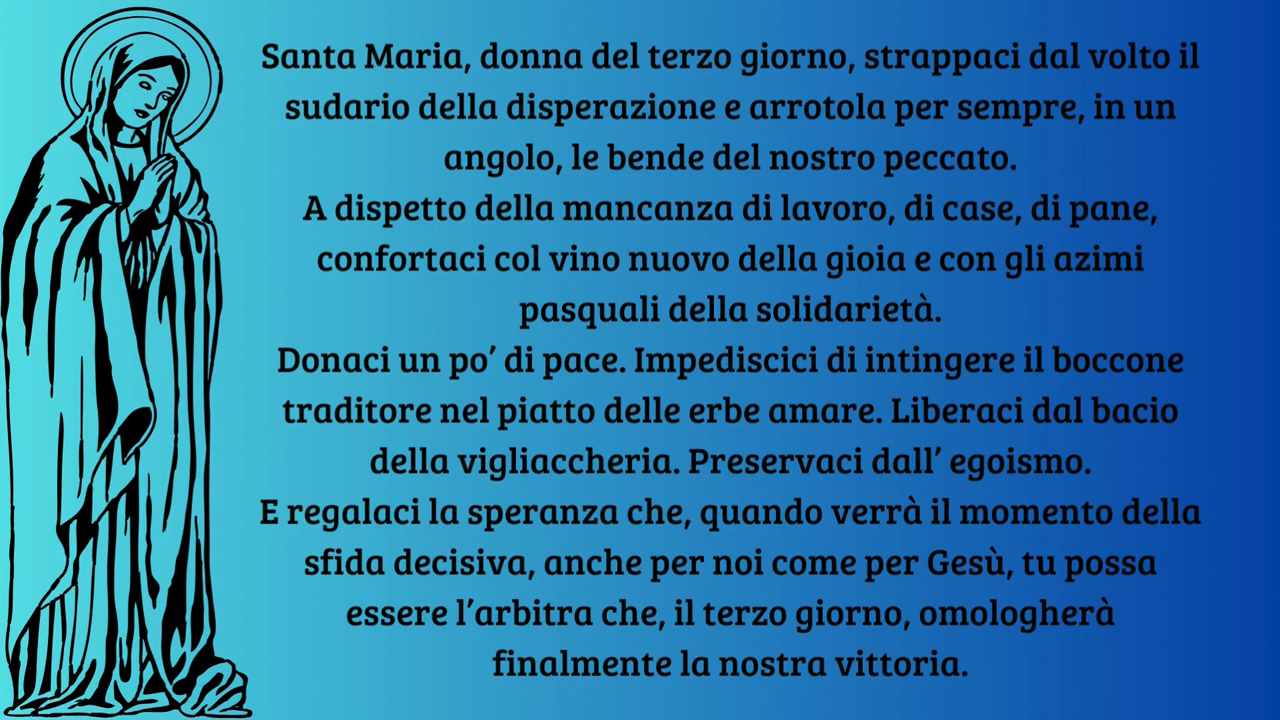 Santa Maria, donna del terzo giorno, strappaci dal volto il
sudario della disperazione e arrotola per sempre, in un
angolo, le bende del nostro peccato.
A dispetto della mancanza di lavoro, di case, di pane,
confortaci col vino nuovo della gioia e con gli azimi
pasquali della solidarietà.
Donaci un po’ di pace. Impediscici di intingere il boccone
traditore nel piatto delle erbe amare. Liberaci dal bacio
della vigliaccheria. Preservaci dall’ egoismo.
E regalaci la speranza che, quando verrà il momento della
sfida decisiva, anche per noi come per Gesù, tu possa
essere l’arbitra che, il terzo giorno, omologherà
finalmente la nostra vittoria.